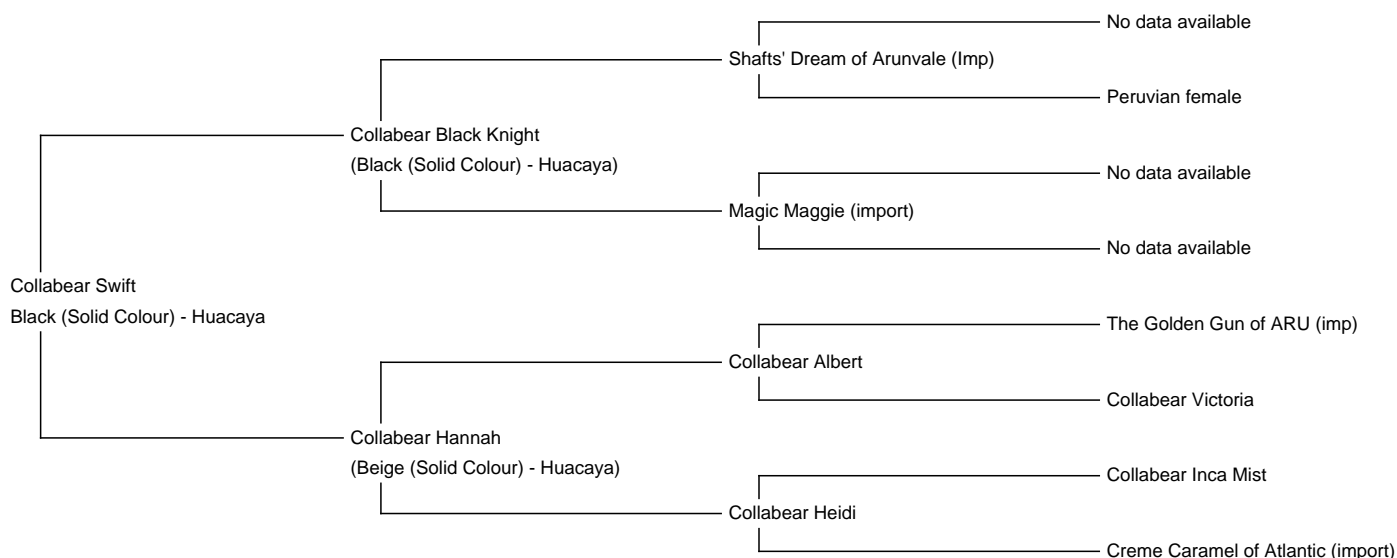 No data available
Shafts' Dream of Arunvale (Imp)
Peruvian female
Collabear Black Knight
(Black (Solid Colour) - Huacaya)
No data available
Magic Maggie (import)
No data available
Collabear Swift
Black (Solid Colour) - Huacaya
The Golden Gun of ARU (imp)
Collabear Albert
Collabear Victoria
Collabear Hannah
(Beige (Solid Colour) - Huacaya)
Collabear Inca Mist
Collabear Heidi
Creme Caramel of Atlantic (import)